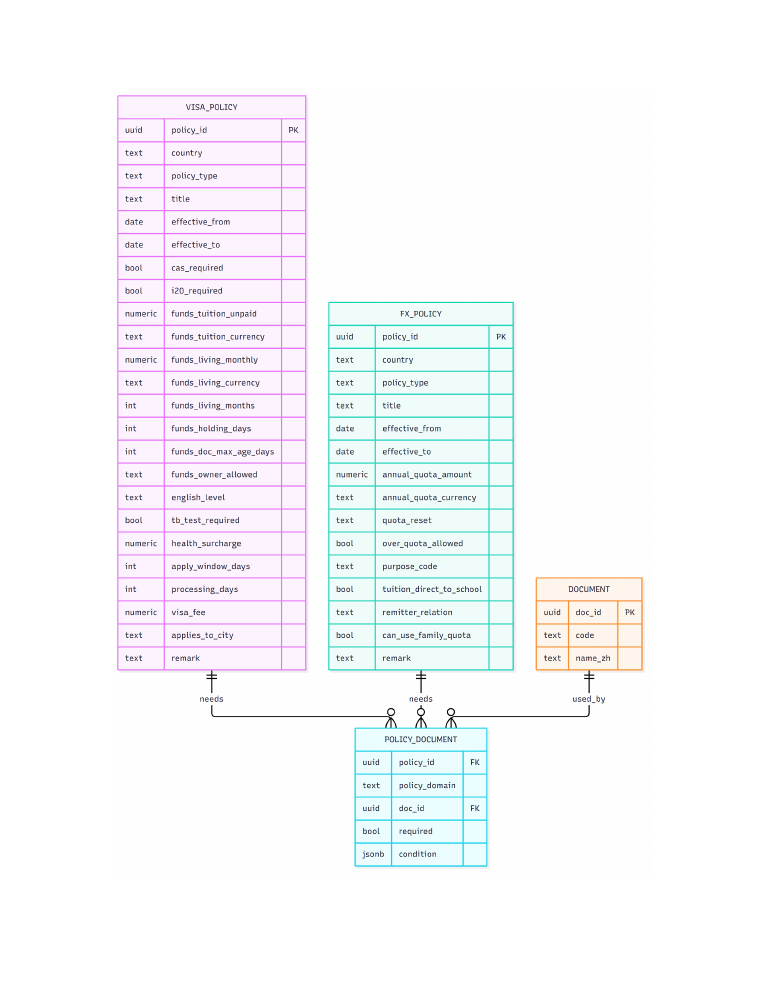 VISA_POLICY
uuid policy_id PK
text country
text policy_type
text title
date effective_from
date effective_to
bool cas_required
bool i20_required
numeric funds_tuition_unpaid
text funds_tuition_currency
numeric funds_living_monthly
text funds_living_currency
int funds_living_months
int funds_holding_days
int funds_doc_max_age_days
text funds_owner_allowed
text english_level
bool tb_test_required
numeric health_surcharge
int apply_window_days
int processing_days
numeric visa_fee
text applies_to_city
text remark
FX_POLICY
uuid policy_id PK
text country
text policy_type
text title
date effective_from
date effective_to
numeric annual_quota_amount
text annual_quota_currency
text quota_reset
bool over_quota_allowed
text purpose_code
bool tuition_direct_to_school
text remitter_relation
bool can_use_family_quota
text remark
DOCUMENT
uuid doc_id PK
text code
text name_zh
needs
needs
used_by
POLICY_DOCUMENT
uuid policy_id FK
text policy_domain
uuid doc_id FK
bool required
jsonb condition